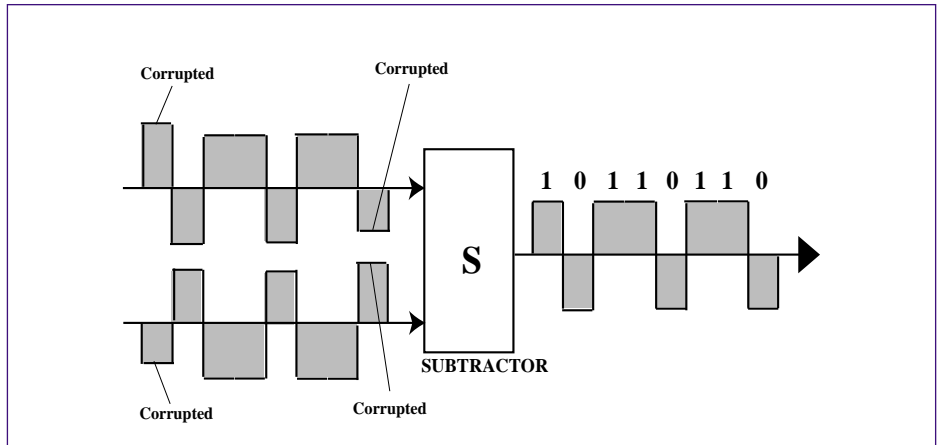 Corrupted
Corrupted
1 0 1 1 0 1 1 0
S
SUBTRACTOR
Corrupted
Corrupted